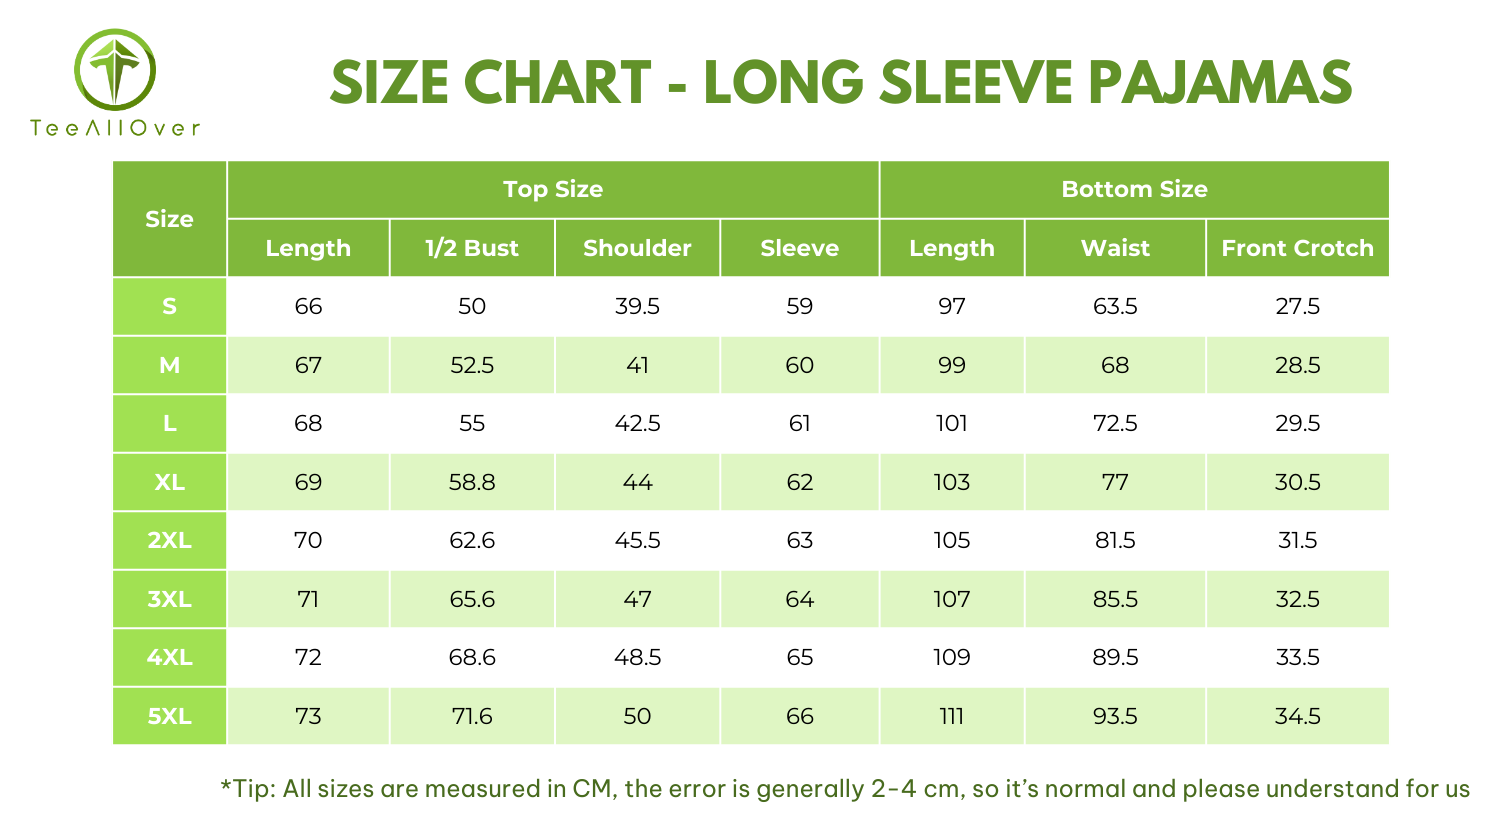 TeeAllOver
SIZE CHART - LONG SLEEVE PAJAMAS
Size Top Size Bottom Size
Length 1/2 Bust Shoulder Sleeve Length Waist Front Crotch
S 66 50 39.5 59 97 63.5 27.5
M 67 52.5 41 60 99 68 28.5
L 68 55 42.5 61 101 72.5 29.5
XL 69 58.8 44 62 103 77 30.5
2XL 70 62.6 45.5 63 105 81.5 31.5
3XL 71 65.6 47 64 107 85.5 32.5
4XL 72 68.6 48.5 65 109 89.5 33.5
5XL 73 71.6 50 66 111 93.5 34.5
*Tip: All sizes are measured in CM, the error is generally 2-4 cm, so it's normal and please understand for us